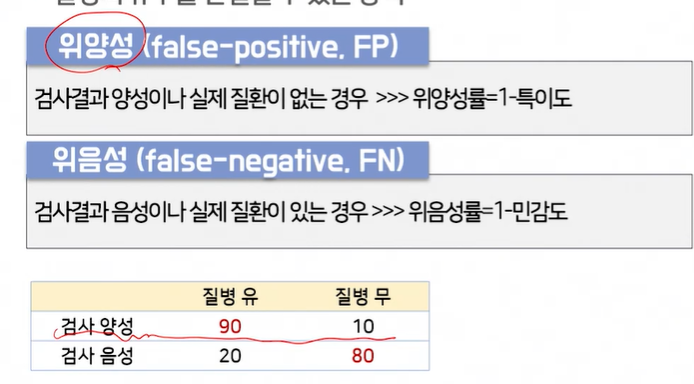 위양성 (false-positive, FP)
검사결과 양성이나 실제 질환이 없는 경우 >>> 위양성률=1-특이도
위음성 (false-negative, FN)
검사결과 음성이나 실제 질환이 있는 경우 >>> 위음성률=1-민감도
질병 유 질병 무
검사 양성 90 10
검사 음성 20 80